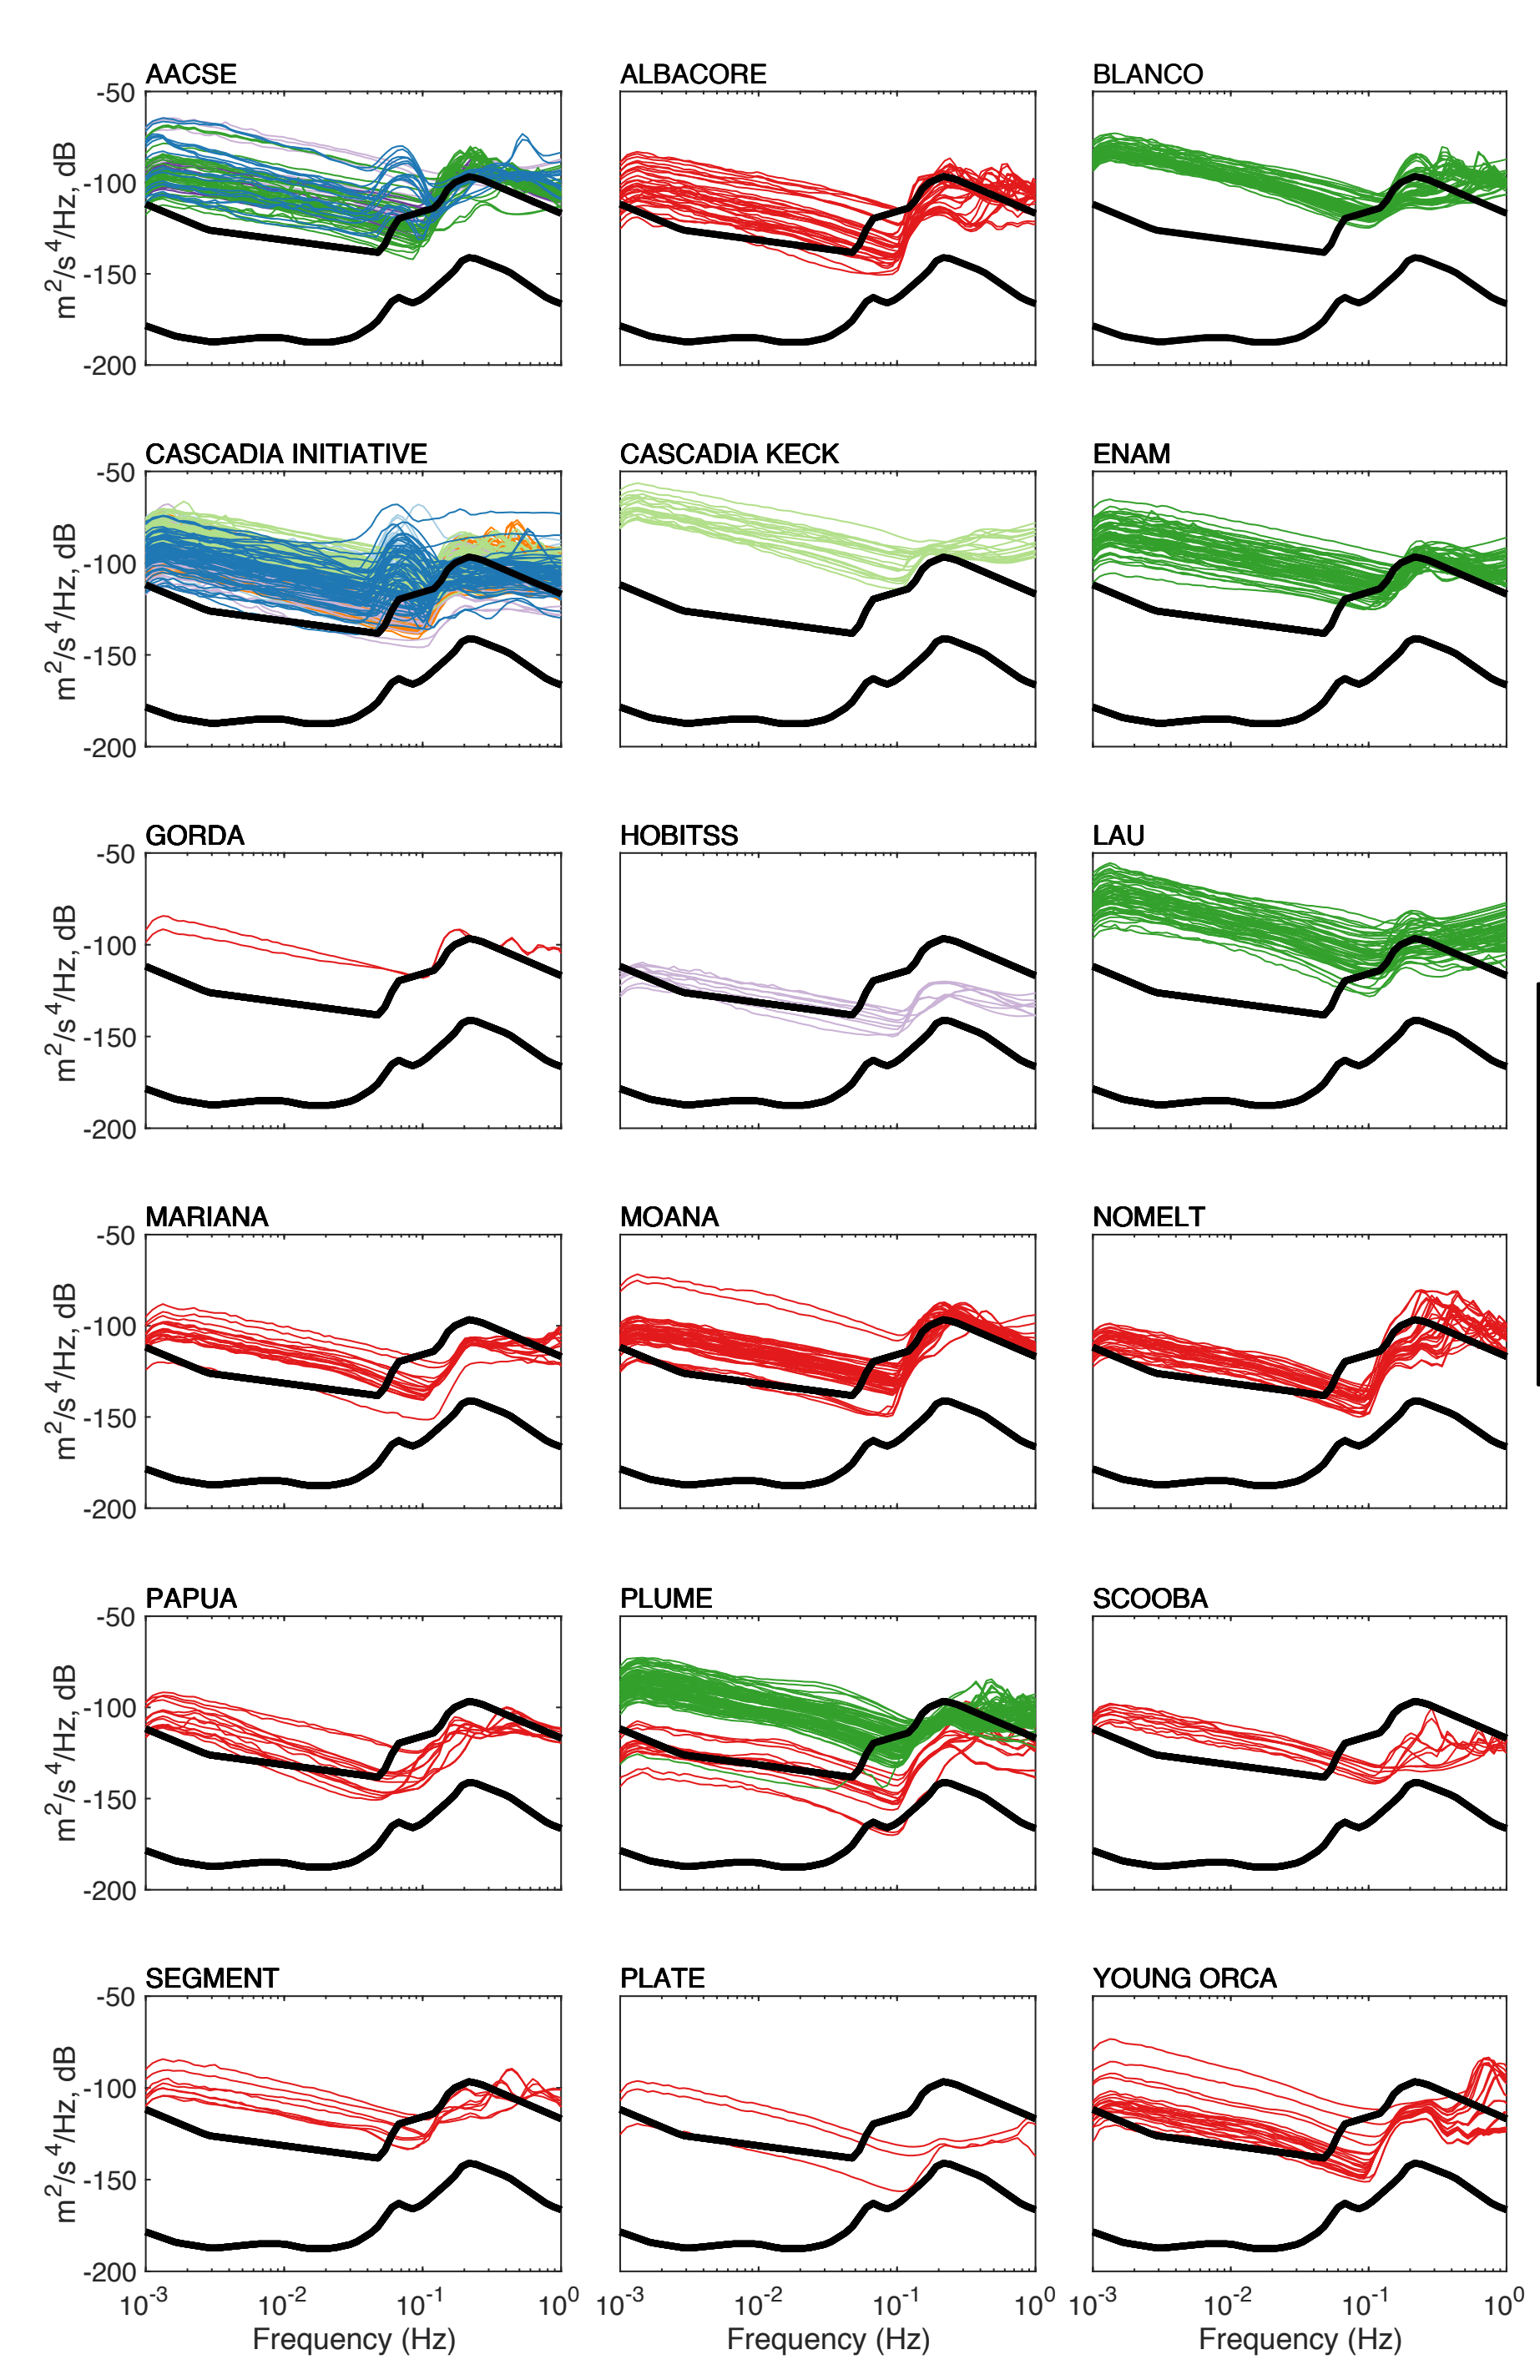 AACSE ALBACORE BLANCO
-50
-100
-150
-200
m2/s4/Hz, dB
CASCADIA INITIATIVE CASCADIA KECK ENAM
-50
-100
-150
-200
m2/s4/Hz, dB
GORDA HOBITSS LAU
-50
-100
-150
-200
m2/s4/Hz, dB
MARIANA MOANA NOMELT
-50
-100
-150
-200
m2/s4/Hz, dB
PAPUA PLUME SCOOBA
-50
-100
-150
-200
m2/s4/Hz, dB
SEGMENT PLATE YOUNG ORCA
-50
-100
-150
-200
m2/s4/Hz, dB
10-3 10-2 10-1 100 10-3 10-2 10-1 100 10-3 10-2 10-1 100
Frequency (Hz) Frequency (Hz) Frequency (Hz)